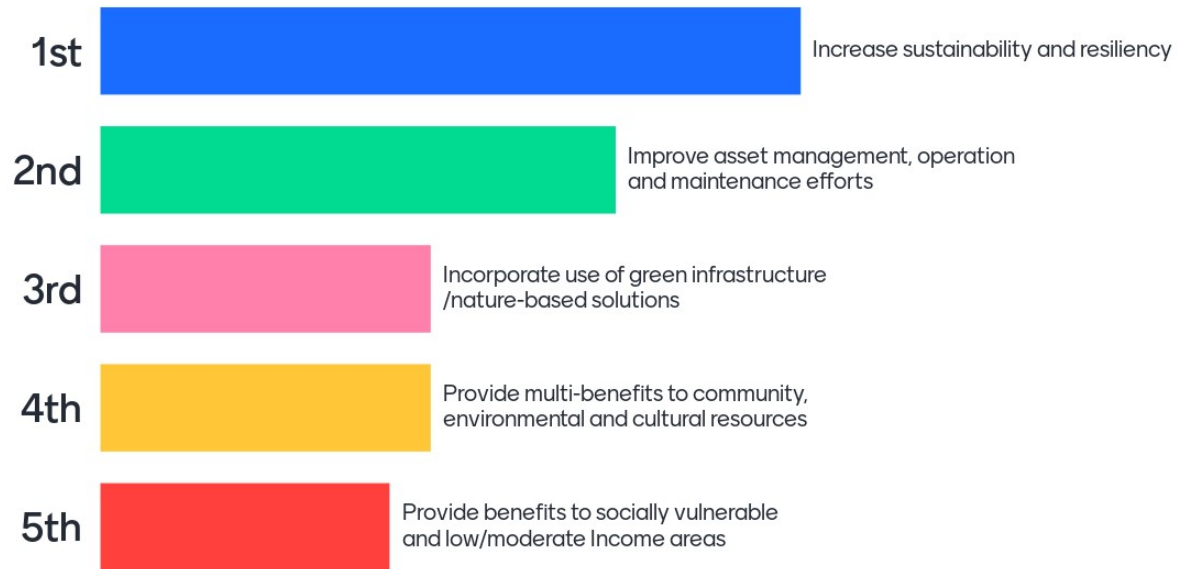 1st
Increase sustainability and resiliency
2nd
Improve asset management, operation
and maintenance efforts
3rd
Incorporate use of green infrastructure
/nature-based solutions
4th
Provide multi-benefits to community,
environmental and cultural resources
5th
Provide benefits to socially vulnerable
and low/moderate Income areas